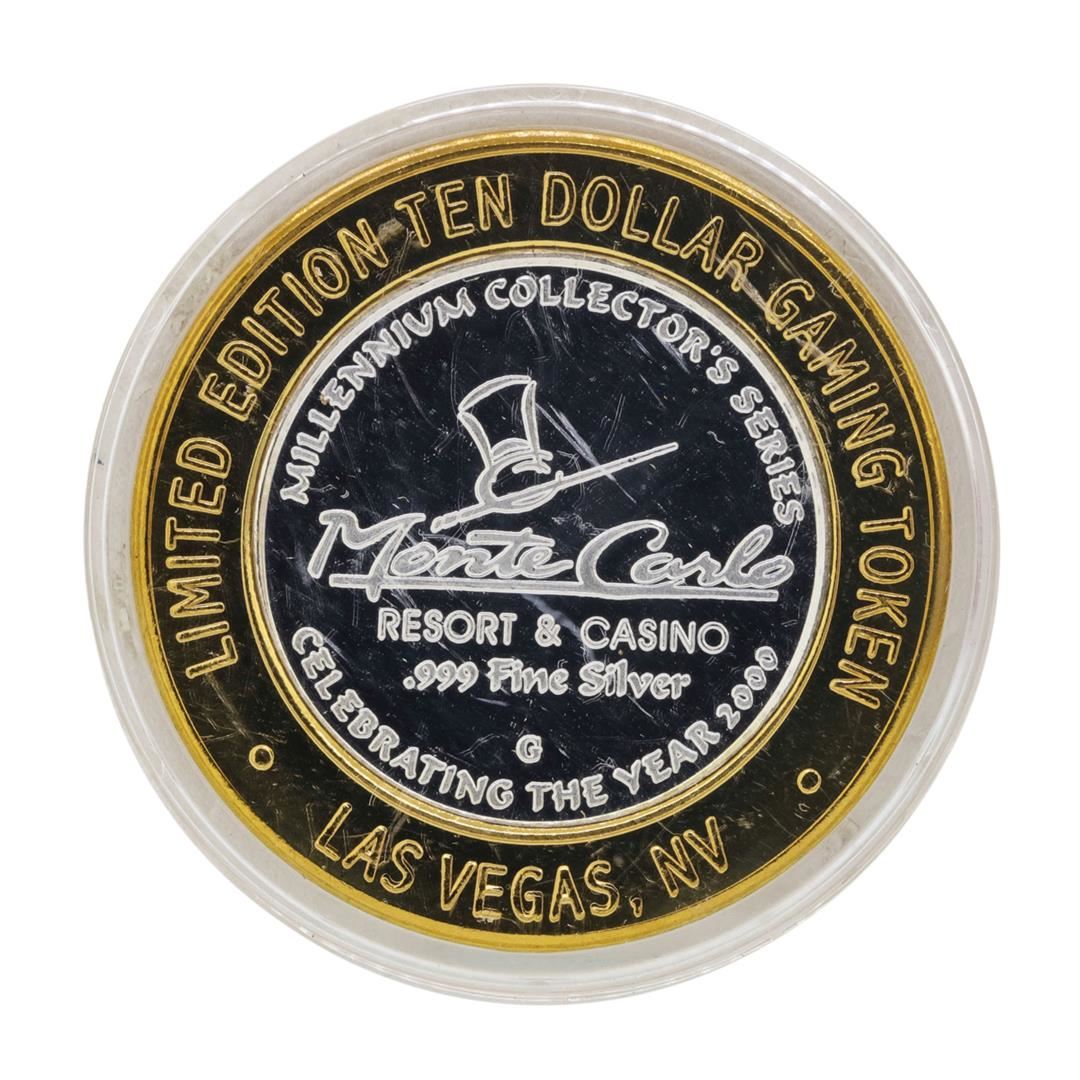 LIMITED EDITION TEN DOLLAR GAMING TOKEN
MILLENNIUM COLLECTOR'S SERIES
Monte Carlo
RESORT & CASINO
.999 Fine Silver
G
CELEBRATING THE YEAR 2000
LAS VEGAS, NV